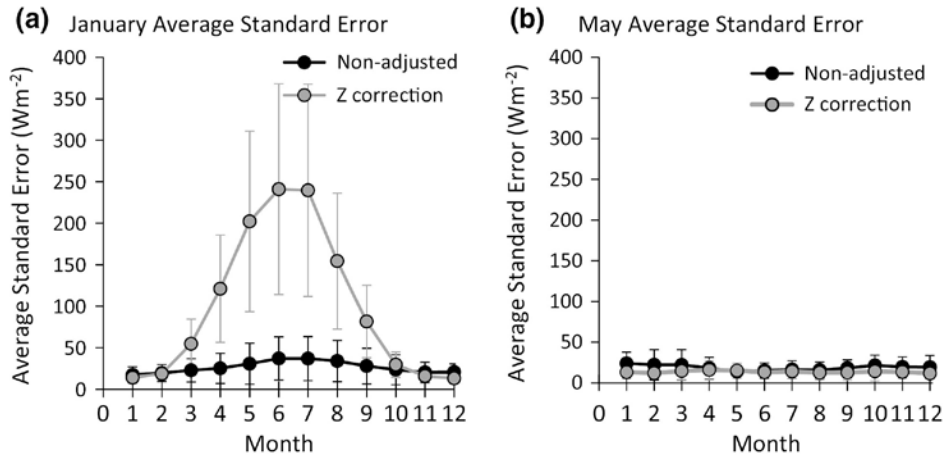 (a) January Average Standard Error
400
350
300
250
200
150
100
50
0
Average Standard Error (Wm-2)
Non-adjusted
Z correction
0 1 2 3 4 5 6 7 8 9 10 11 12
Month
(b) May Average Standard Error
400
350
300
250
200
150
100
50
0
Average Standard Error (Wm-2)
Non-adjusted
Z correction
0 1 2 3 4 5 6 7 8 9 10 11 12
Month